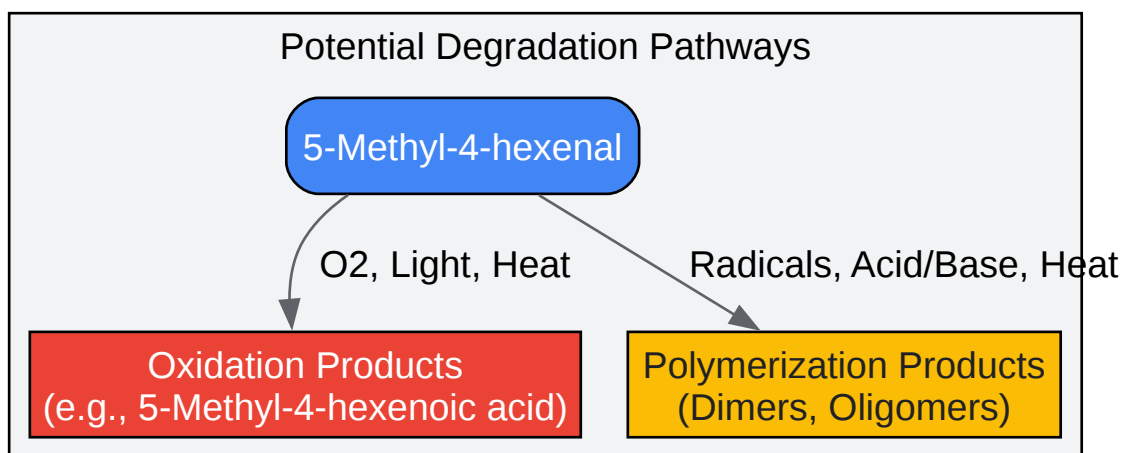 Potential Degradation Pathways
5-Methyl-4-hexenal
O2, Light, Heat
Radicals, Acid/Base, Heat
Oxidation Products
(e.g., 5-Methyl-4-hexenoic acid)
Polymerization Products
(Dimers, Oligomers)